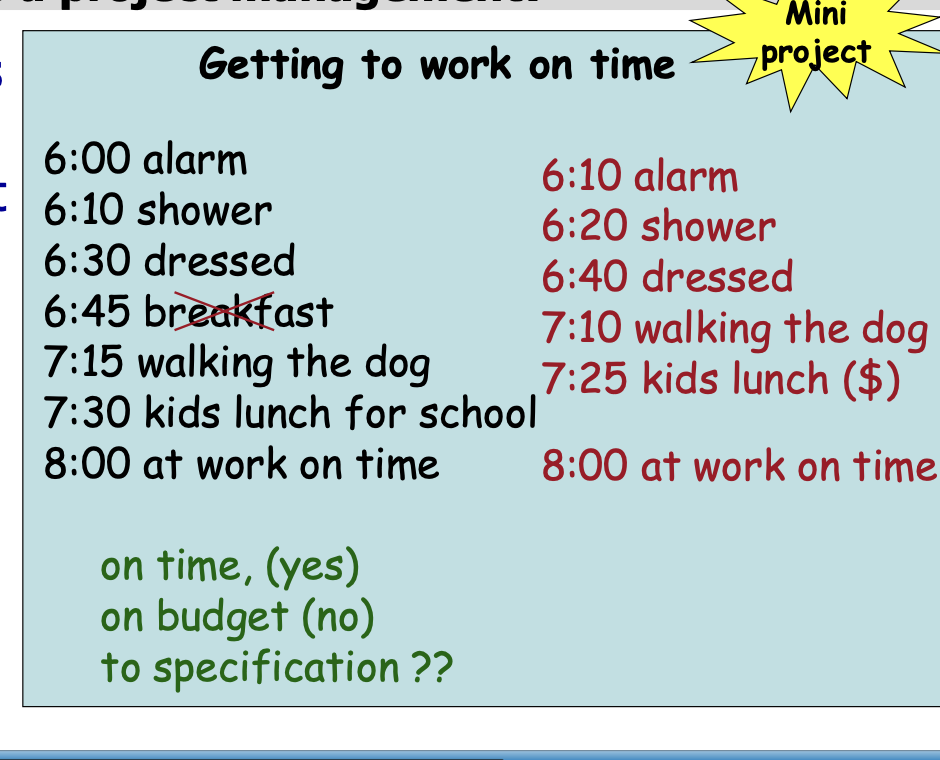 a project management.
Mini
project
Getting to work on time
6:00 alarm
6:10 shower
6:30 dressed
6:45 breakfast
7:15 walking the dog
7:30 kids lunch for school
8:00 at work on time
6:10 alarm
6:20 shower
6:40 dressed
7:10 walking the dog
7:25 kids lunch ($)
8:00 at work on time
on time, (yes)
on budget (no)
to specification ??